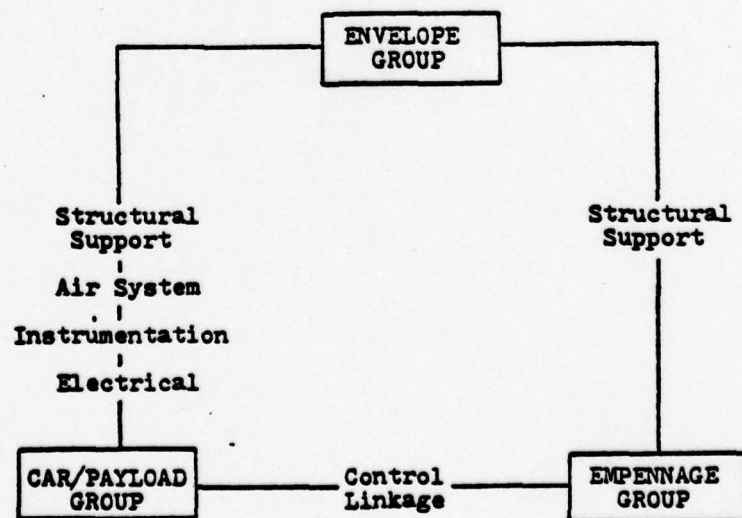 ENVELOPE
GROUP
Structural
Support
Structural
Support
Air System
Instrumentation
Electrical
CAR/PAYLOAD
GROUP
Control
Linkage
EMPENNAGE
GROUP